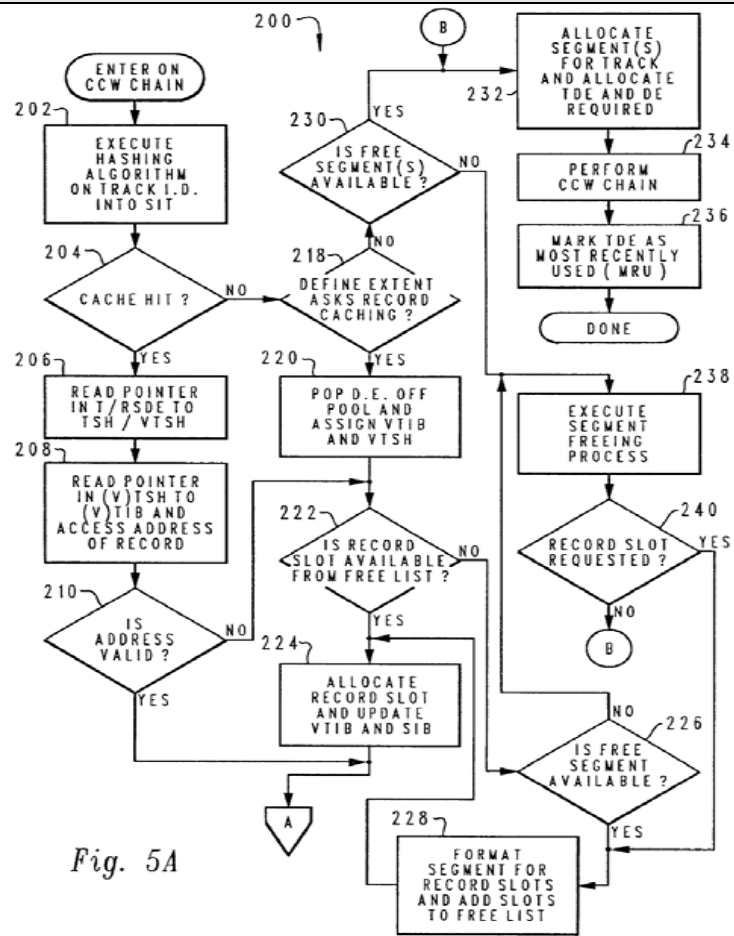 200
B
ENTER ON
CCW CHAIN
202
EXECUTE
HASHING
ALGORITHM
ON TRACK I.D.
INTO SIT
204
CACHE HIT ?
NO
YES
206
READ POINTER
IN T/RSDE TO
TSH / VTSH
208
READ POINTER
IN (V)TSH TO
(V)TIB AND
ACCESS ADDRESS
OF RECORD
210
IS
ADDRESS
VALID ?
NO
YES
230
YES
IS FREE
SEGMENT(S)
AVAILABLE ?
NO
218
NO
DEFINE EXTENT
ASKS RECORD
CACHING ?
YES
220
POP D.E. OFF
POOL AND
ASSIGN VTIB
AND VTSH
222
IS RECORD
SLOT AVAILABLE
FROM FREE LIST ?
NO
YES
224
ALLOCATE
RECORD SLOT
AND UPDATE
VTIB AND SIB
A
232
ALLOCATE
SEGMENT(S)
FOR TRACK
AND ALLOCATE
TDE AND DE
REQUIRED
234
PERFORM
CCW CHAIN
236
MARK TDE AS
MOST RECENTLY
USED ( MRU )
DONE
238
EXECUTE
SEGMENT
FREEING
PROCESS
240
RECORD SLOT
REQUESTED ?
YES
NO
B
NO
226
IS FREE
SEGMENT
AVAILABLE ?
YES
228
FORMAT
SEGMENT FOR
RECORD SLOTS
AND ADD SLOTS
TO FREE LIST
Fig. 5A